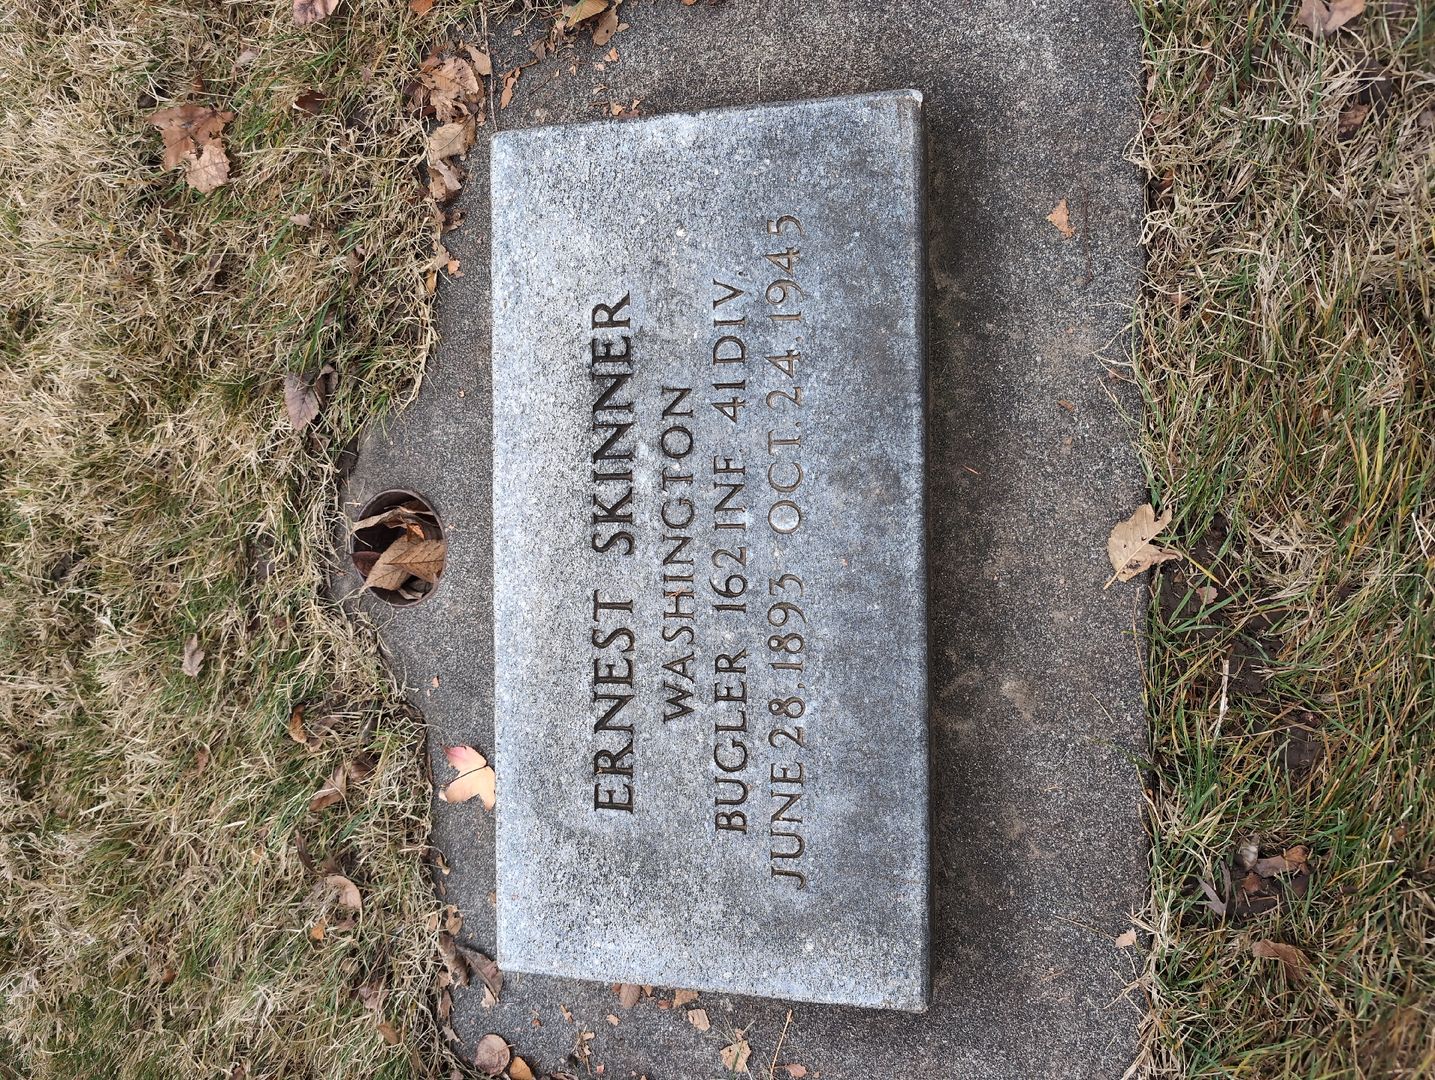 ERNEST SKINNER
WASHINGTON
BUGLER 162 INF. 41 DIV.
JUNE 28, 1893 OCT. 24, 1945